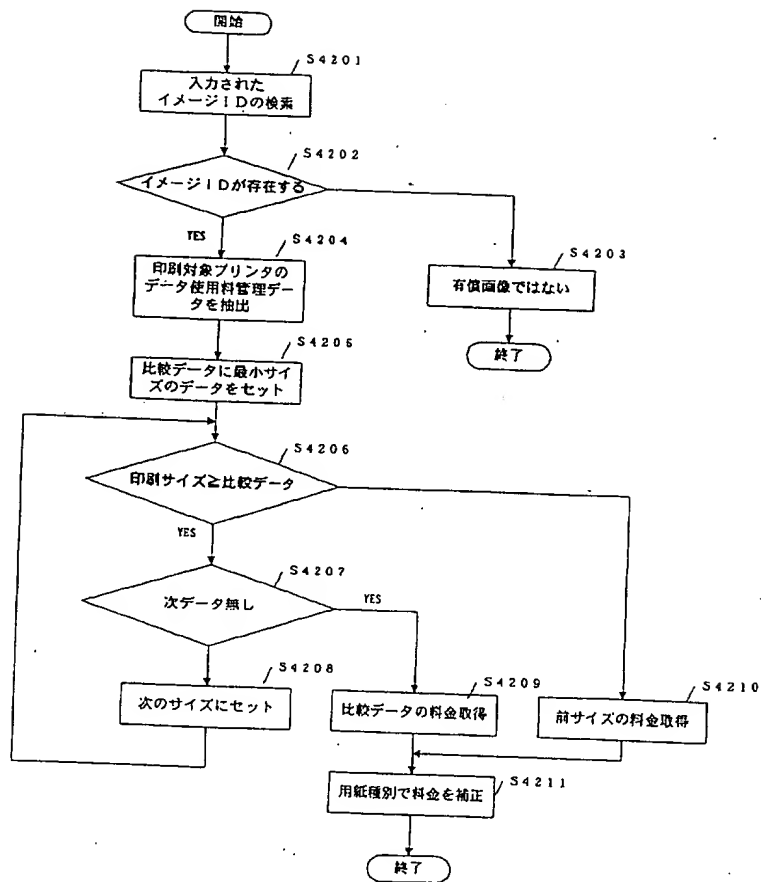 開始
S4201
入力された
イメージIDの検索
S4202
イメージIDが存在する
YES
S4204
印刷対象プリンタの
データ使用料管理デー
タを抽出
S4203
有償画像ではない
終了
S4205
比較データに最小サイ
ズのデータをセット
S4206
印刷サイズ≧比較データ
YES
S4207
次データ無し
YES
S4208
次のサイズにセット
S4209
比較データの料金取得
S4210
前サイズの料金取得
S4211
用紙種別で料金を補正
終了